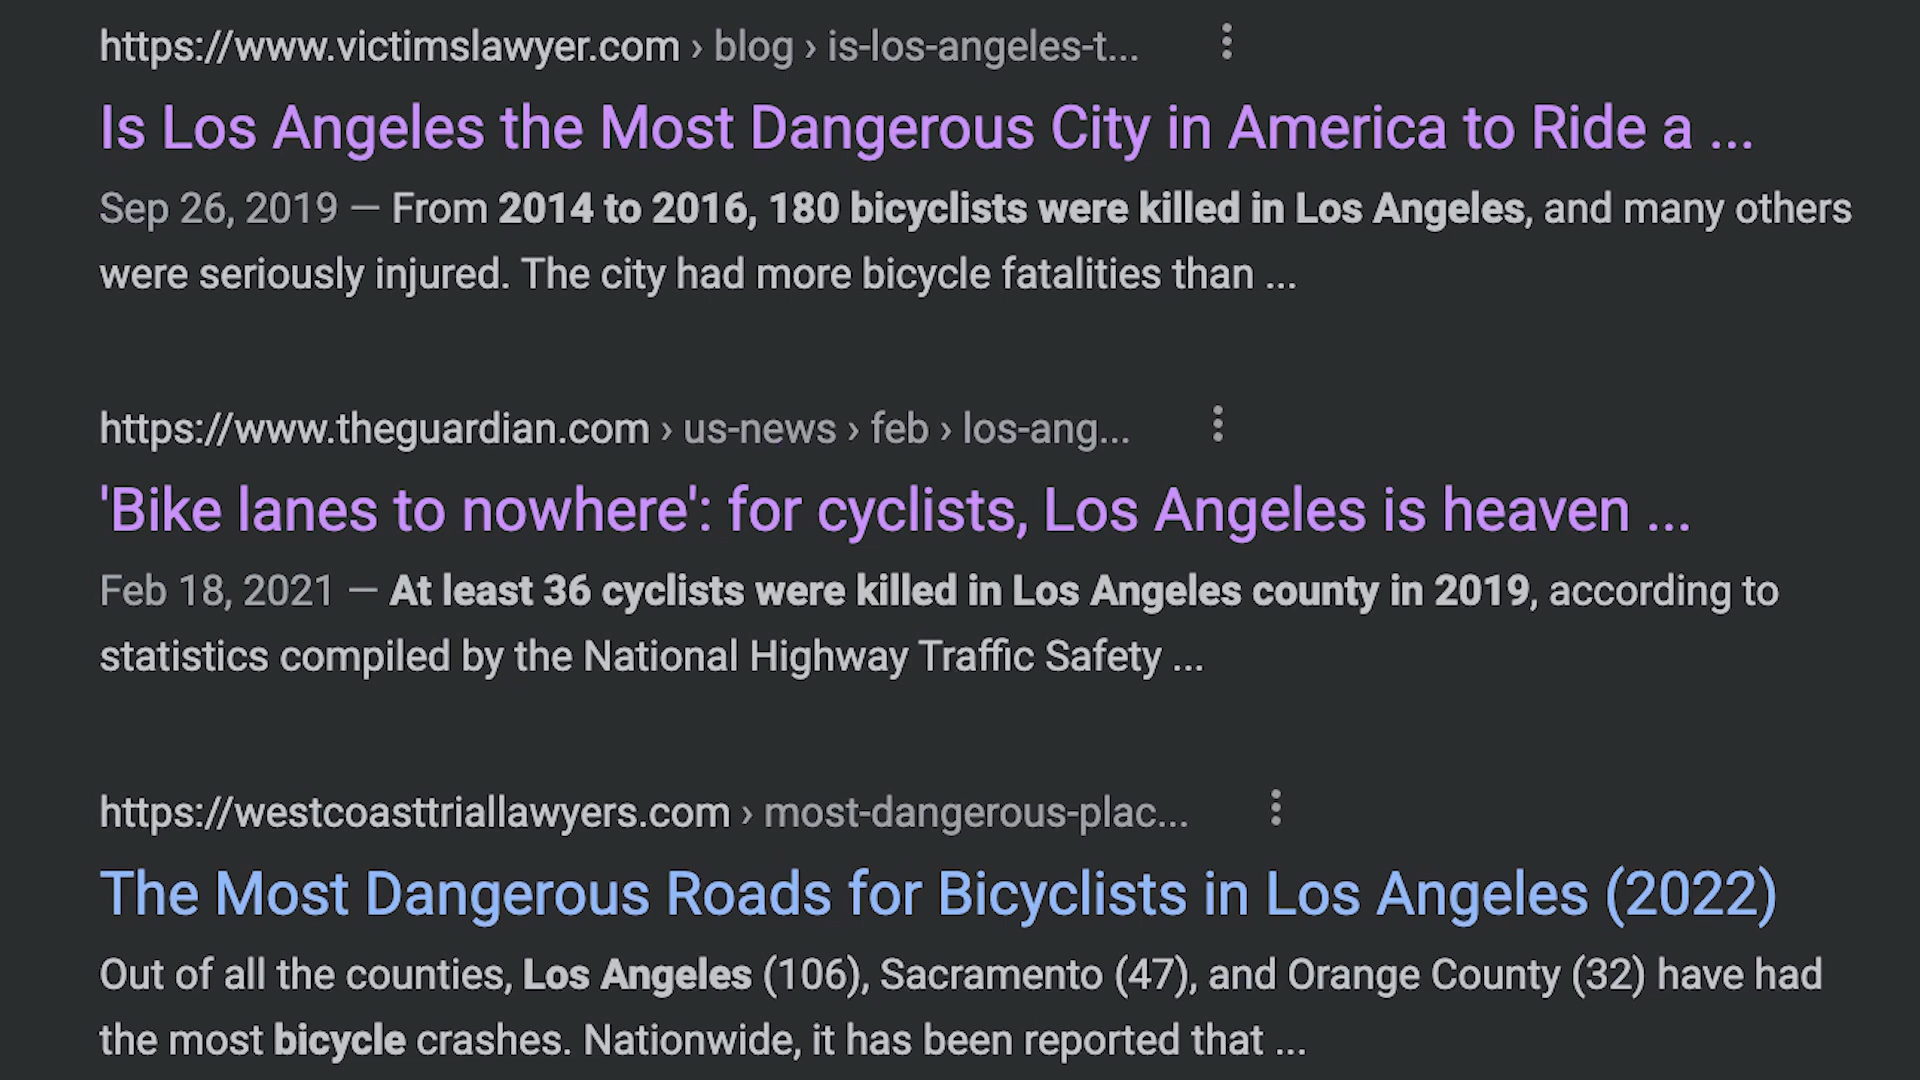 https://www.victimslawyer.com › blog › is-los-angeles-t...
Is Los Angeles the Most Dangerous City in America to Ride a ...
Sep 26, 2019 — From 2014 to 2016, 180 bicyclists were killed in Los Angeles, and many others
were seriously injured. The city had more bicycle fatalities than ...
https://www.theguardian.com › us-news › feb › los-ang...
'Bike lanes to nowhere': for cyclists, Los Angeles is heaven ...
Feb 18, 2021 — At least 36 cyclists were killed in Los Angeles county in 2019, according to
statistics compiled by the National Highway Traffic Safety ...
https://westcoasttriallawyers.com › most-dangerous-plac...
The Most Dangerous Roads for Bicyclists in Los Angeles (2022)
Out of all the counties, Los Angeles (106), Sacramento (47), and Orange County (32) have had
the most bicycle crashes. Nationwide, it has been reported that ...